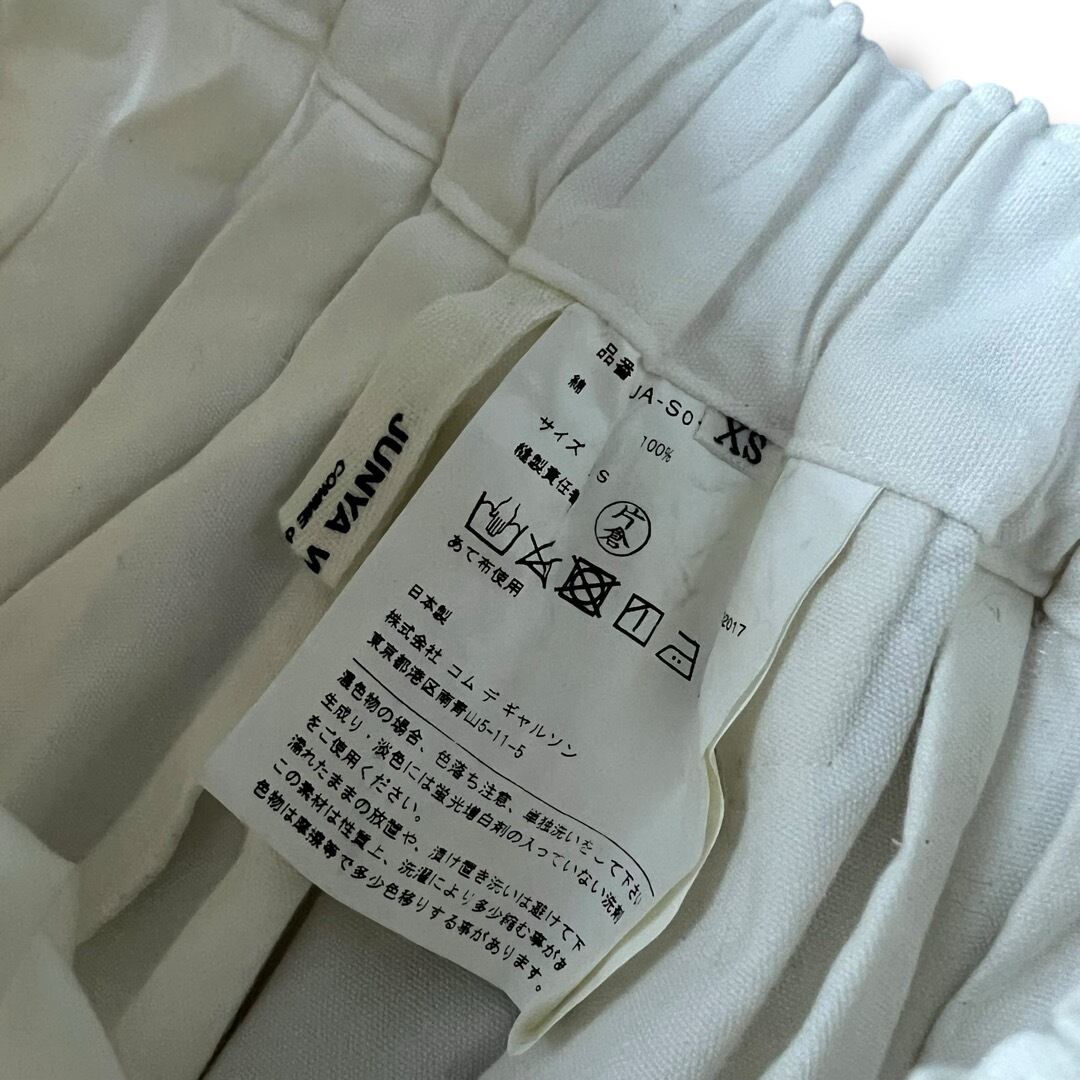 品番 JA-S0
綿 100%
サイズ S
縫製責任者 片倉
あて布使用
日本製
株式会社 コム デ ギャルソン
東京都港区南青山5-11-5
濃色物の場合、色落ち注意、単独洗いをして下さい
生成り・淡色には蛍光増白剤の入っていない洗剤
をご使用ください。
濡れたままの放置や、漬け置き洗いは避けて下
この素材は性質上、洗濯により多少縮む事があ
色物は摩擦等で多少色移りする事があります。
XS
2017
JUNYA W
COMME d